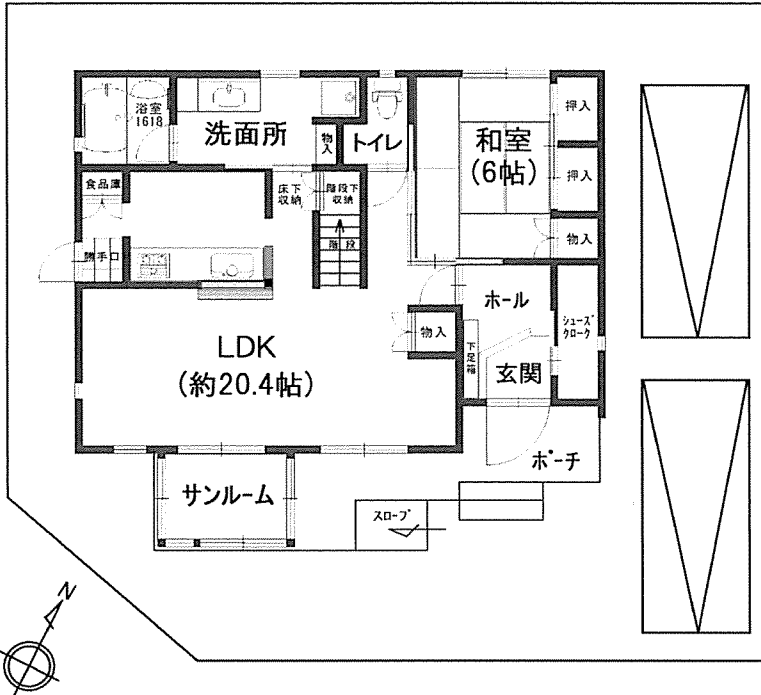 浴室
1618
洗面所
物入
トイレ
和室
(6帖)
押入
押入
物入
食品庫
勝手口
床下
収納
階段下
収納
階段
ホール
シューズ
クローク
下足箱
玄関
物入
LDK
(約20.4帖)
サンルーム
ポーチ
スロープ
N